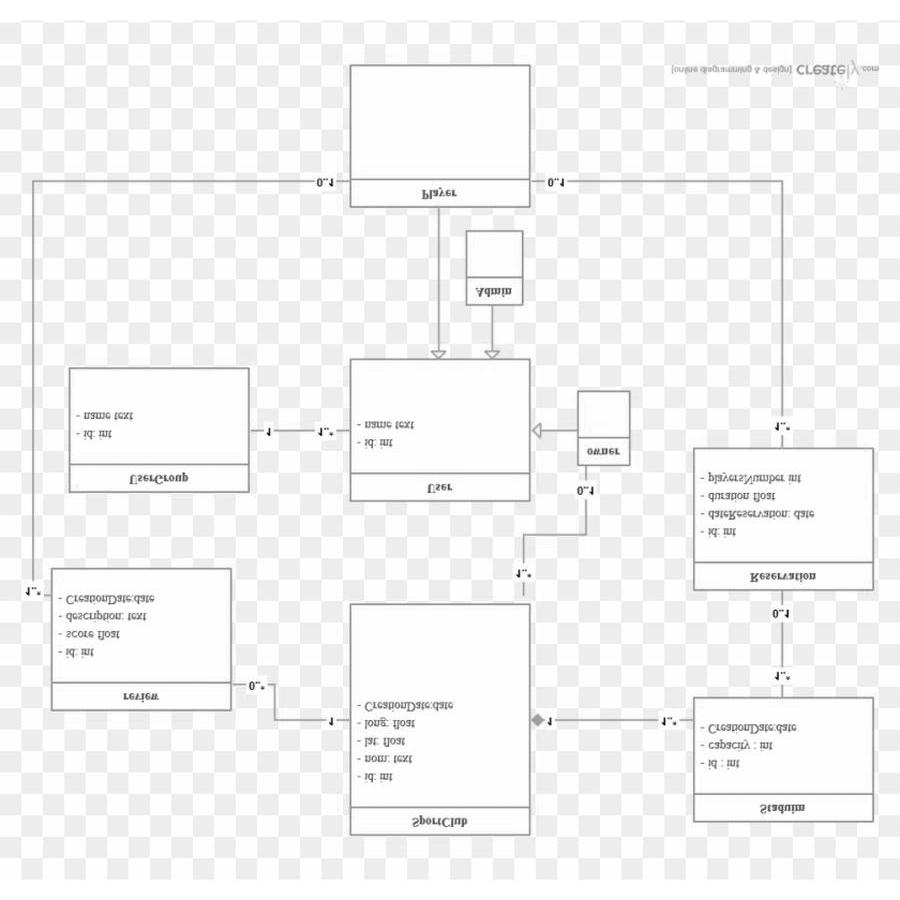 SportClub
- id: int
- nom: text
- lat: float
- long: float
- CreationDate:date
Staduim
- id : int
- capacity : int
- CreationDate:date
1
1..*
1
0..*
review
- id: int
- score float
- description: text
- CreationDate:date
1..*
1..*
0..1
Reservation
- id: int
- dateReservation: date
- duration float
- playersNumber int
1..*
1..*
0..1
User
- id: int
- name text
UserGroup
- id: int
- name text
1
1..*
owner
Admin
Player
0..1
0..1
[online diagramming & design] creately.com